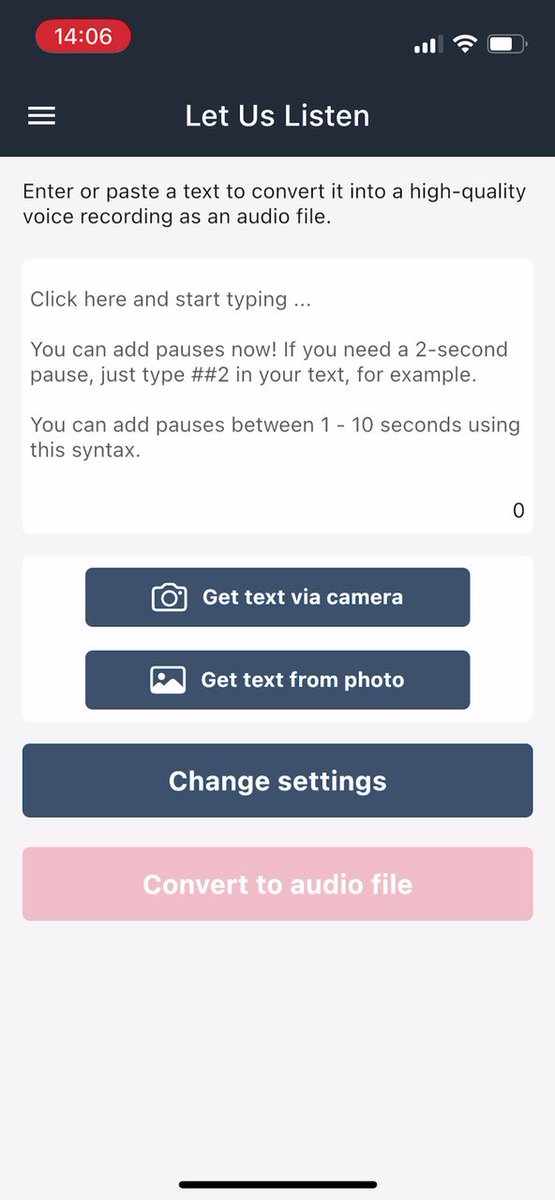 14:06
Let Us Listen
Enter or paste a text to convert it into a high-quality
voice recording as an audio file.
Click here and start typing ...
You can add pauses now! If you need a 2-second
pause, just type ##2 in your text, for example.
You can add pauses between 1 - 10 seconds using
this syntax.
0
Get text via camera
Get text from photo
Change settings
Convert to audio file